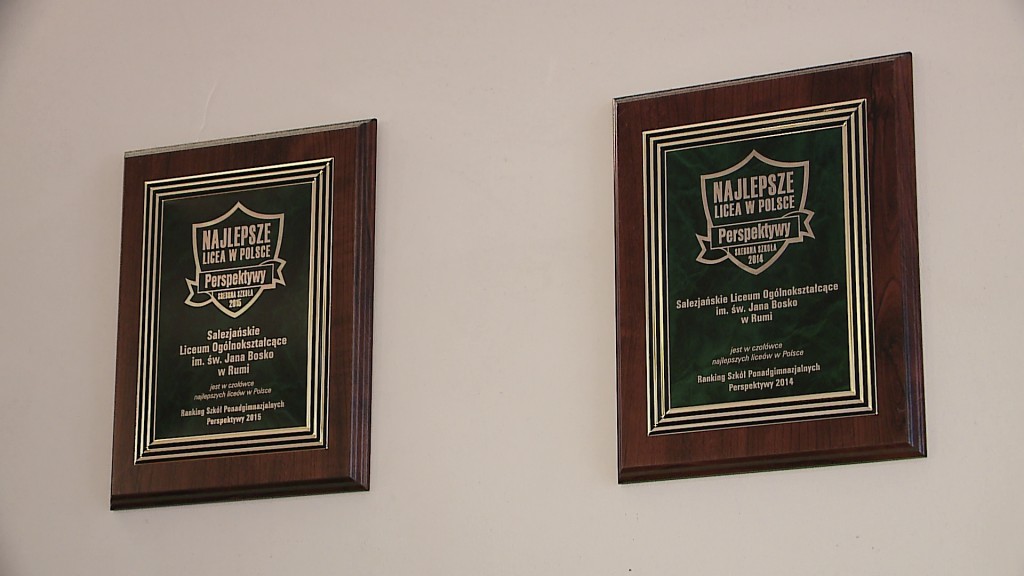 NAJLEPSZE
LICEA W POLSCE
Perspektywy
SREBRNA SZKOŁA
2015
Salezjańskie
Liceum Ogólnokształcące
im. św. Jana Bosko
w Rumi
jest w czołówce
najlepszych liceów w Polsce
Ranking Szkół Ponadgimnazjalnych
Perspektywy 2015
NAJLEPSZE
LICEA W POLSCE
Perspektywy
SREBRNA SZKOŁA
2014
Salezjańskie Liceum Ogólnokształcące
im. św. Jana Bosko
w Rumi
jest w czołówce
najlepszych liceów w Polsce
Ranking Szkół Ponadgimnazjalnych
Perspektywy 2014